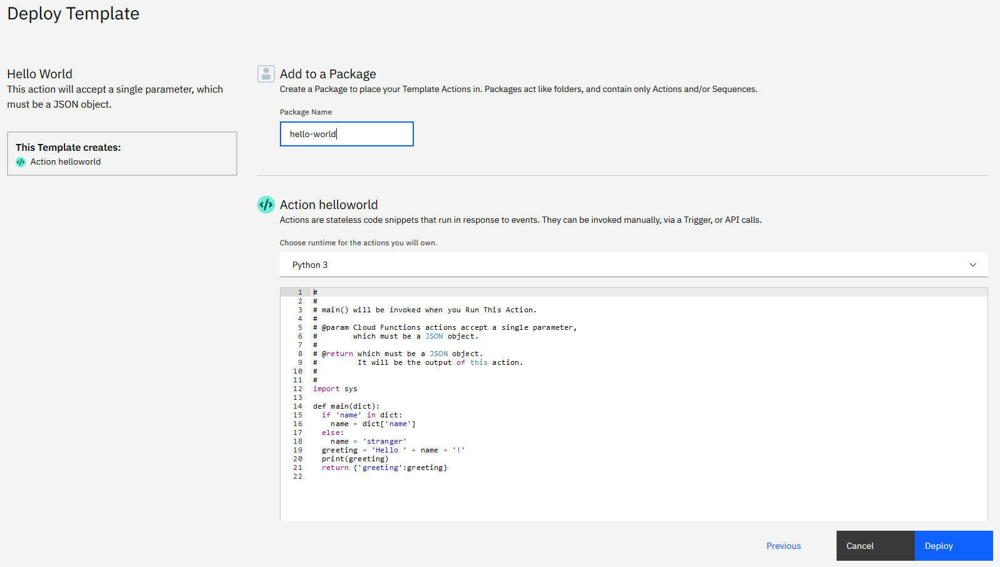 Deploy Template
Hello World
This action will accept a single parameter, which
must be a JSON object.
This Template creates:
Action helloworld
Add to a Package
Create a Package to place your Template Actions in. Packages act like folders, and contain only Actions and/or Sequences.
Package Name
hello-world
Action helloworld
Actions are stateless code snippets that run in response to events. They can be invoked manually, via a Trigger, or API calls.
Choose runtime for the actions you will own.
Python 3
1 #
2 #
3 # main() will be invoked when you Run This Action.
4 #
5 # @param Cloud Functions actions accept a single parameter,
6 #        which must be a JSON object.
7 #
8 # @return which must be a JSON object.
9 #         It will be the output of this action.
10 #
11 #
12 import sys
13
14 def main(dict):
15   if 'name' in dict:
16     name = dict['name']
17   else:
18     name = 'stranger'
19   greeting = 'Hello ' + name + '!'
20   print(greeting)
21   return {'greeting':greeting}
22
Previous
Cancel
Deploy